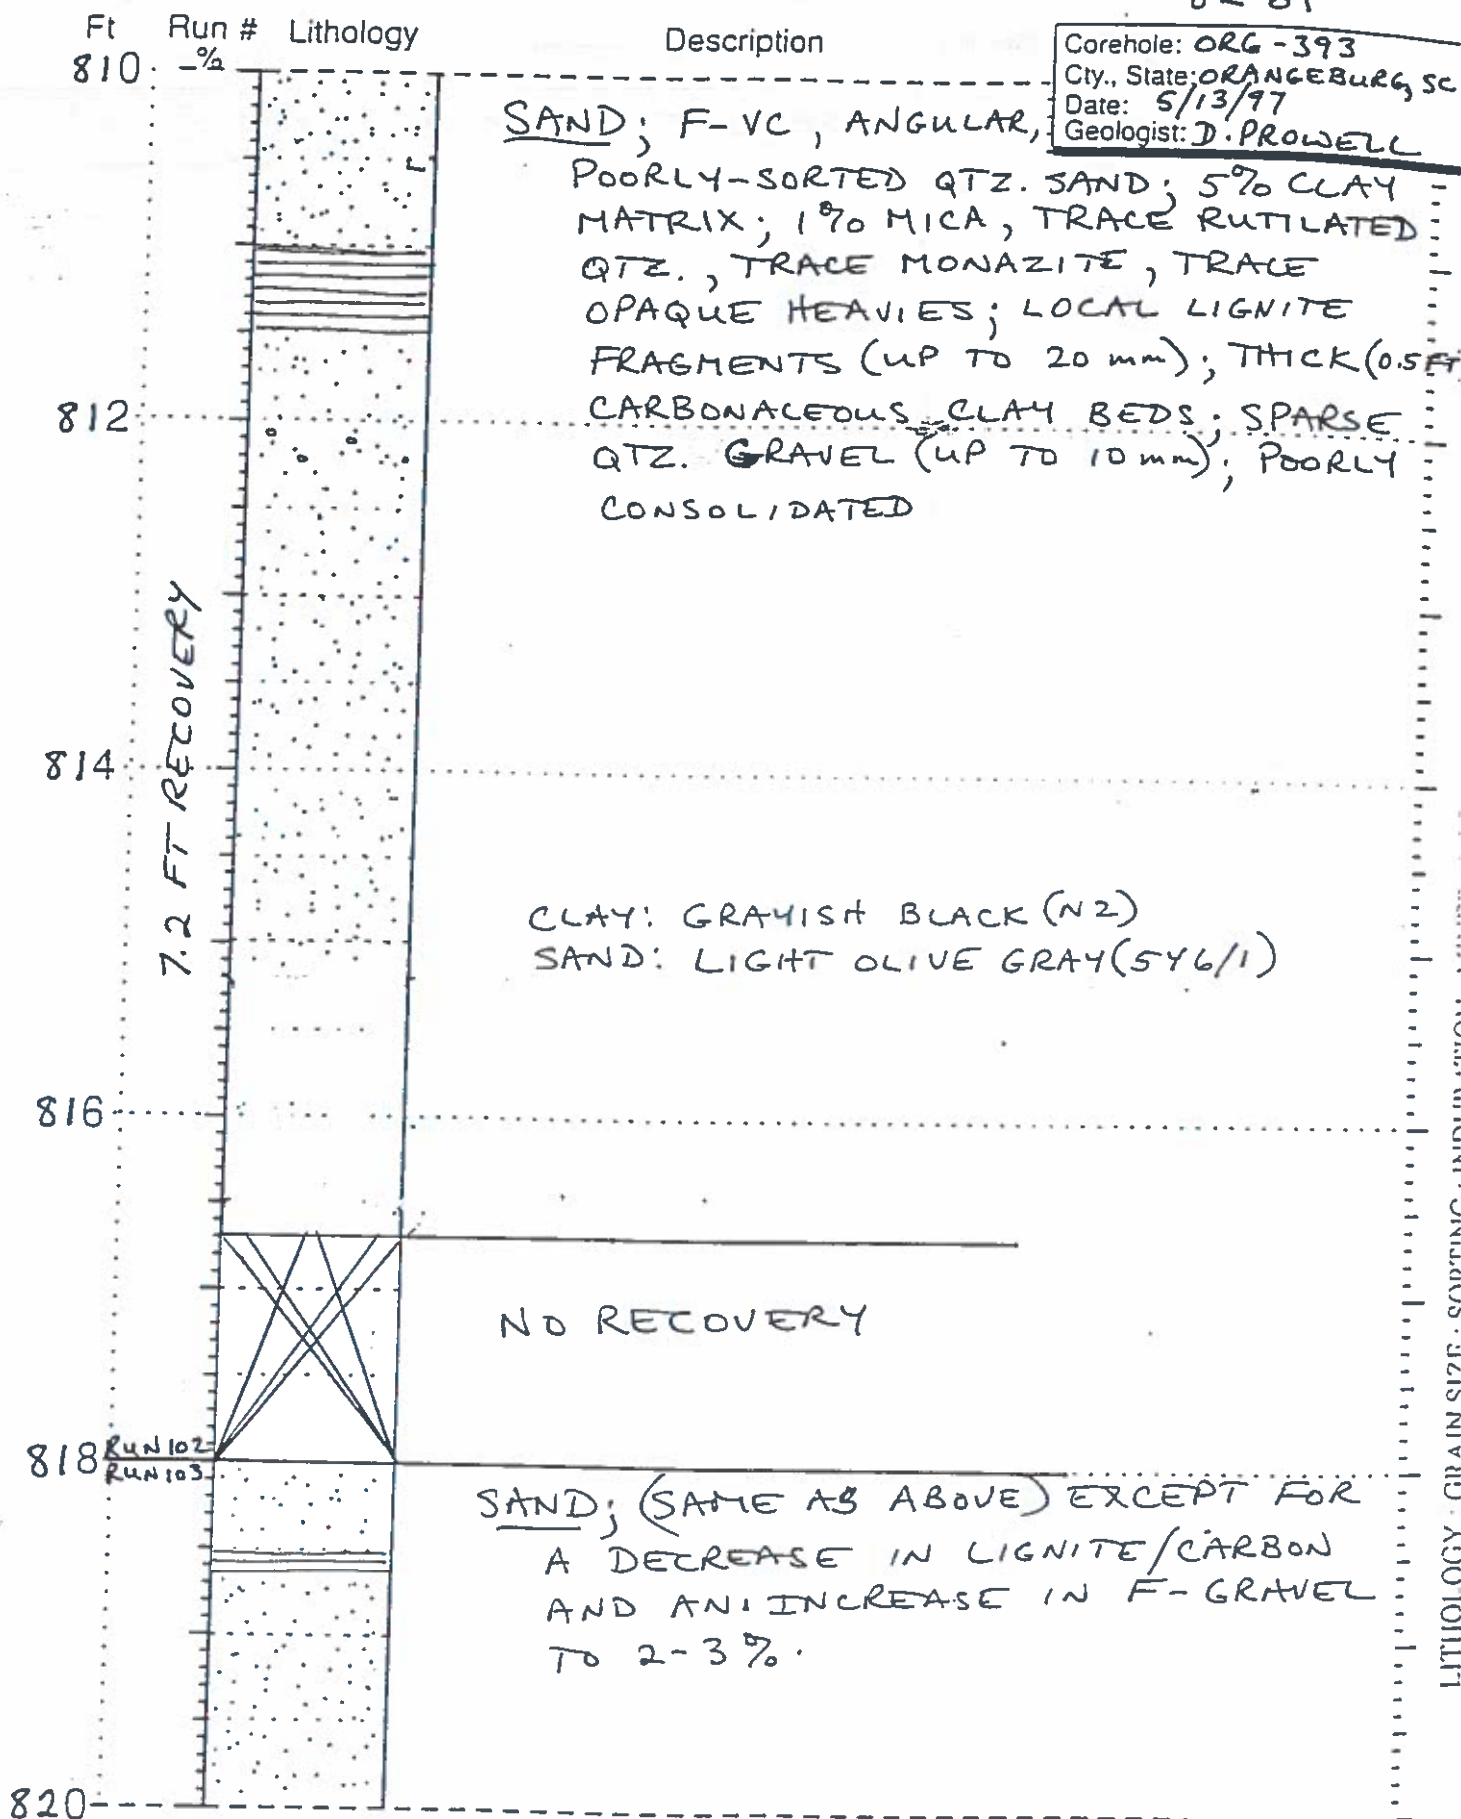 Ft Run # Lithology Description
-%
Corehole: ORG-393
Cty., State; ORANGEBURG, SC
Date: 5/13/97
Geologist: D. PROWELL
810
SAND; F-VC, ANGULAR,
POORLY-SORTED QTZ. SAND; 5% CLAY
MATRIX; 1% MICA, TRACE RUTILATED
QTZ., TRACE MONAZITE, TRACE
OPAQUE HEAVIES; LOCAL LIGNITE
FRAGMENTS (UP TO 20 mm); THICK (0.5 FT
812
CARBONACEOUS CLAY BEDS; SPARSE
QTZ. GRAVEL (UP TO 10 mm); POORLY
CONSOLIDATED
7.2 FT RECOVERY
814
CLAY: GRAYISH BLACK (N2)
SAND: LIGHT OLIVE GRAY (5Y6/1)
816
NO RECOVERY
818
RUN 102
RUN 103
SAND; (SAME AS ABOVE) EXCEPT FOR
A DECREASE IN LIGNITE/CARBON
AND AN INCREASE IN F-GRAVEL
TO 2-3%.
820
LITHOLOGY · GRAIN SIZE · SORTING ·